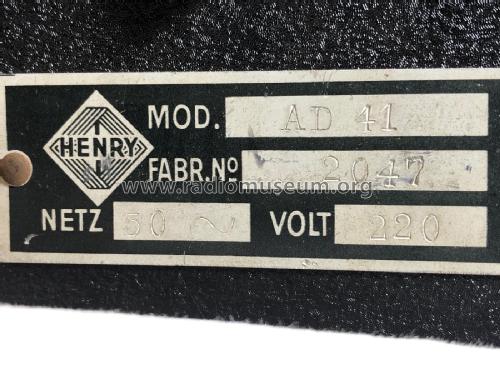 HENRY
MOD. AD 41
FABR.Nº 2047
www.radiomuseum.org
NETZ 50 ~ VOLT 220